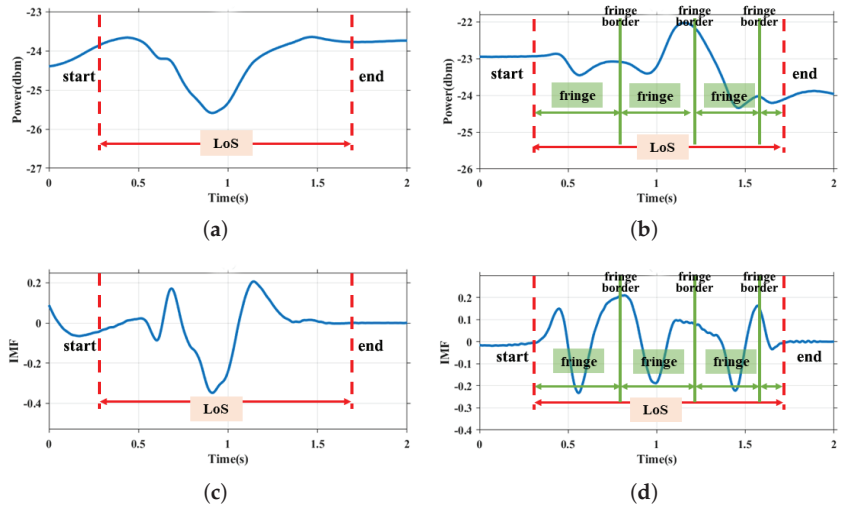 -23
-24
-25
-26
-27
Power(dbm)
start
end
LoS
0
0.5
1
1.5
2
Time(s)
(a)
fringe
border
fringe
border
fringe
border
-22
-23
-24
-25
-26
Power(dbm)
start
end
fringe
fringe
fringe
LoS
0
0.5
1
1.5
2
Time(s)
(b)
0.2
0
-0.2
-0.4
IMF
start
end
LoS
0
0.5
1
1.5
2
Time(s)
(c)
fringe
border
fringe
border
fringe
border
0.2
0.1
0
-0.1
-0.2
-0.3
-0.4
IMF
start
end
fringe
fringe
fringe
LoS
0
0.5
1
1.5
2
Time(s)
(d)